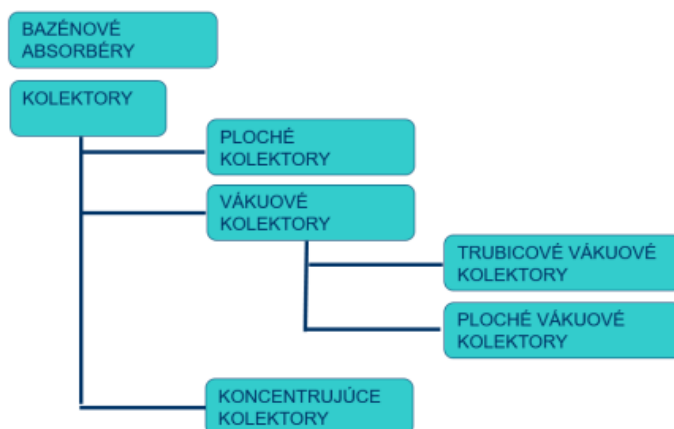 BAZÉNOVÉ
ABSORBÉRY
KOLEKTORY
PLOCHÉ
KOLEKTORY
VÁKUOVÉ
KOLEKTORY
TRUBICOVÉ VÁKUOVÉ
KOLEKTORY
PLOCHÉ VÁKUOVÉ
KOLEKTORY
KONCENTRUJÚCE
KOLEKTORY